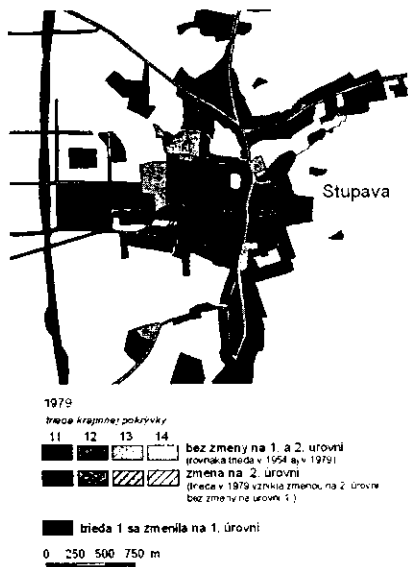 Stupava
1979
trieda krajinnej pokrývky
11 12 13 14
bez zmeny na 1. a 2. úrovni
(rovnaká trieda v 1954 aj v 1979)
zmena na 2. úrovni
(trieda v 1979 vznikla zmenou na 2. úrovni
bez zmeny na úrovni 1.)
trieda 1 sa zmenila na 1. úrovni
0 250 500 750 m